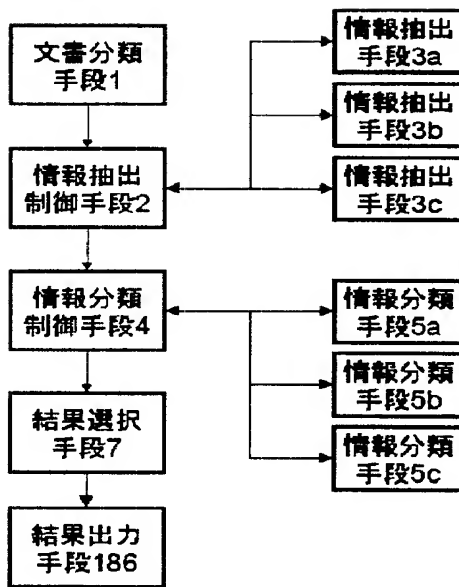 文書分類
手段1
情報抽出
制御手段2
情報分類
制御手段4
結果選択
手段7
結果出力
手段186
情報抽出
手段3a
情報抽出
手段3b
情報抽出
手段3c
情報分類
手段5a
情報分類
手段5b
情報分類
手段5c